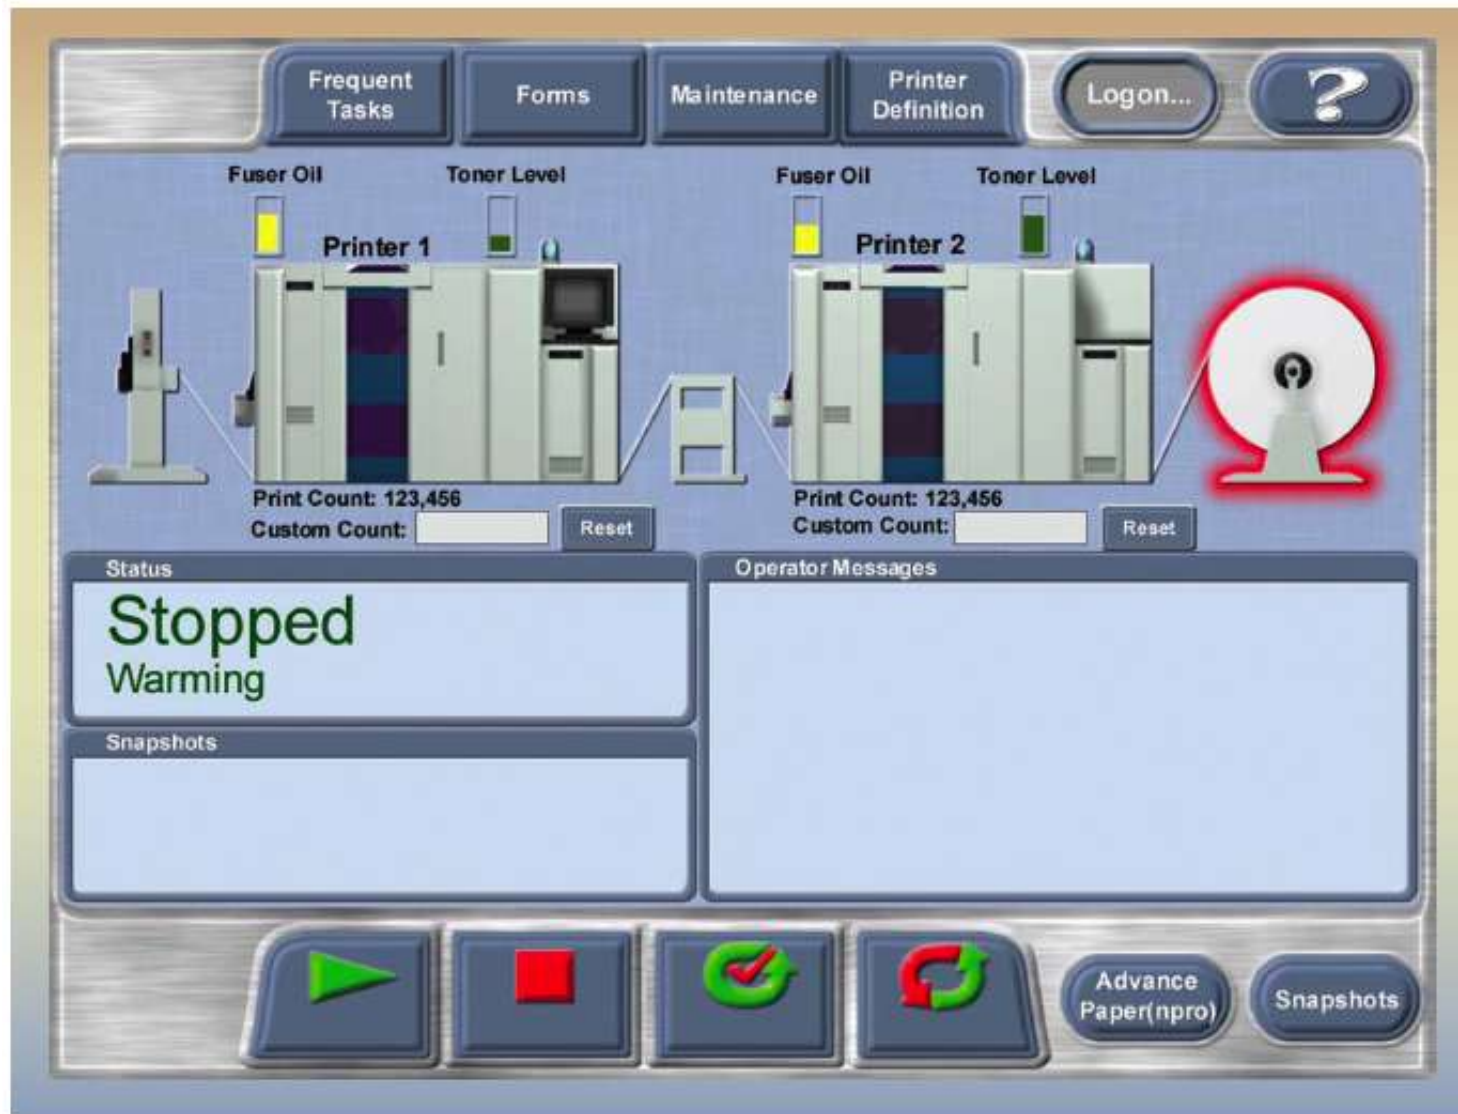 Frequent
Tasks
Forms
Maintenance
Printer
Definition
Logon...
?
Fuser Oil
Toner Level
Fuser Oil
Toner Level
Printer 1
Printer 2
Print Count: 123,456
Custom Count:
Reset
Print Count: 123,456
Custom Count:
Reset
Status
Stopped
Warming
Operator Messages
Snapshots
Advance
Paper(npro)
Snapshots